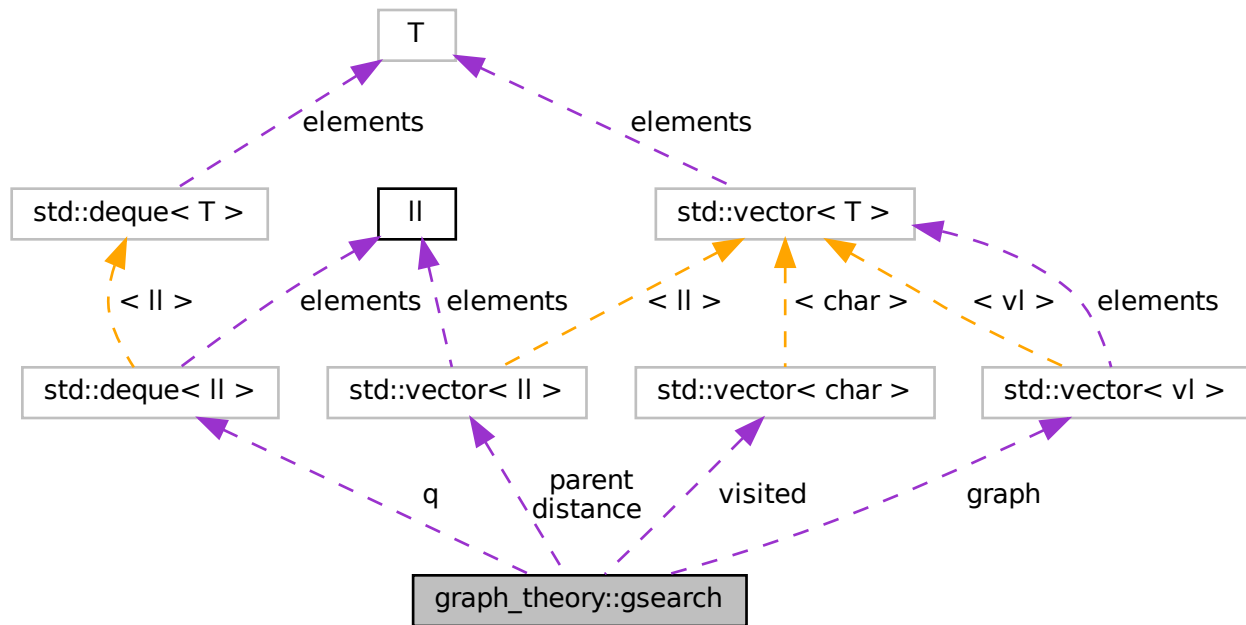 T
elements
elements
std::deque< T >
ll
std::vector< T >
< ll >
elements
elements
< ll >
< char >
< vl >
elements
std::deque< ll >
std::vector< ll >
std::vector< char >
std::vector< vl >
q
parent
distance
visited
graph
graph_theory::gsearch